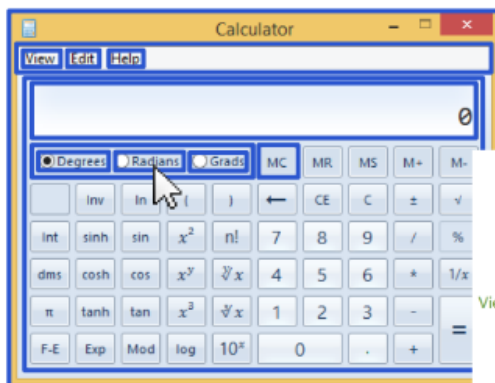 Calculator
View Edit Help
0
Degrees Radians Grads MC MR MS M+ M-
Inv ln ( ) ← CE C ± √
Int sinh sin x² n! 7 8 9 / %
dms cosh cos xʸ ʸ√x 4 5 6 * 1/x
π tanh tan x³ ∛x 1 2 3 - =
F-E Exp Mod log 10ˣ 0 . +